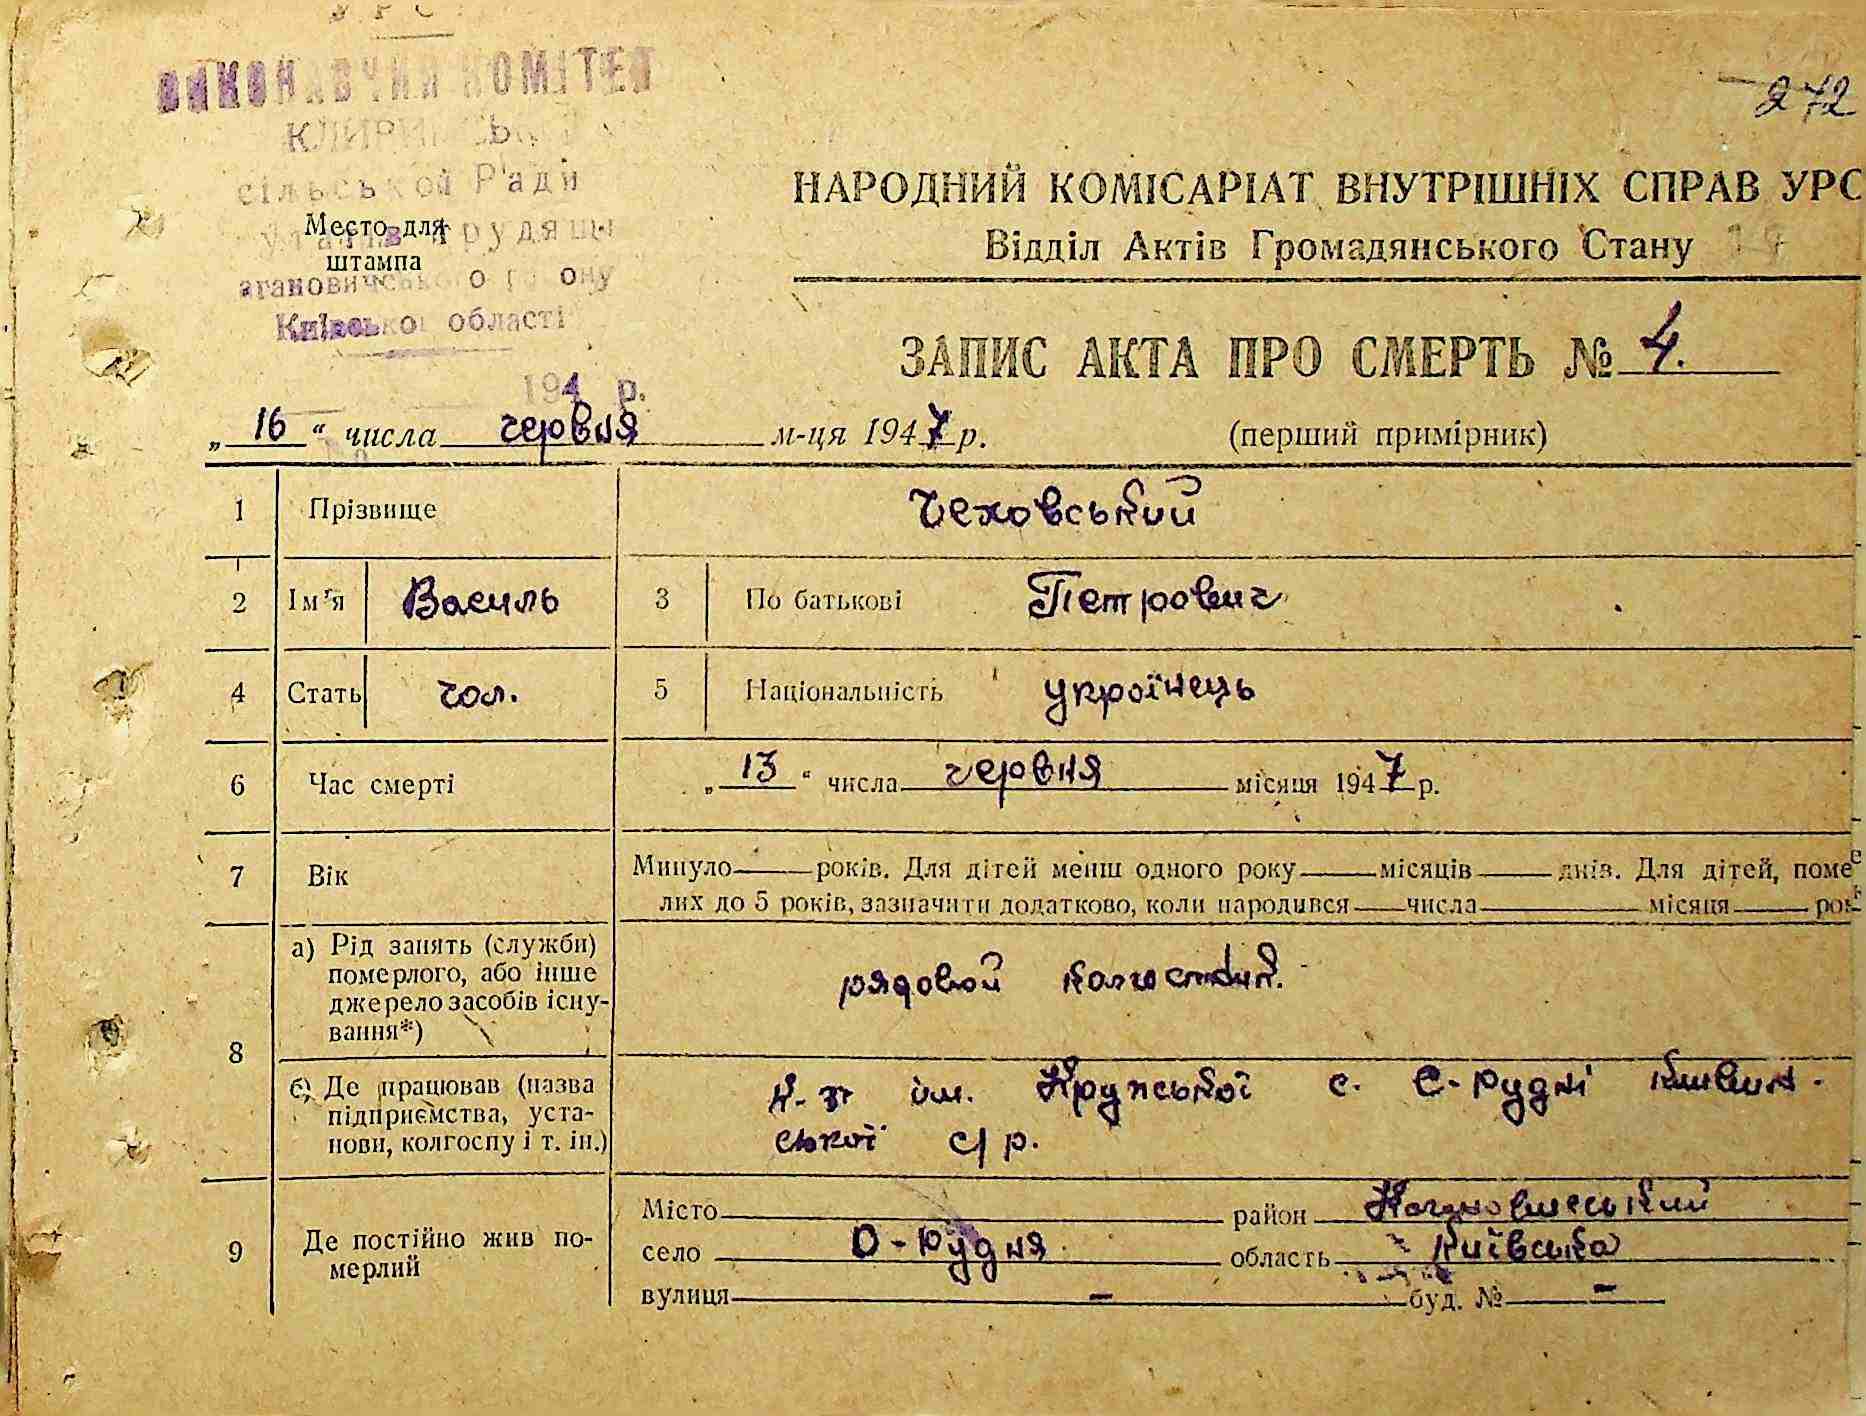 272
ВИКОНАВЧИЙ КОМІТЕТ
сільської Ради
Место для
штампа
Київської області
194 р.
НАРОДНИЙ КОМІСАРІАТ ВНУТРІШНІХ СПРАВ УРС
Відділ Актів Громадянського Стану
ЗАПИС АКТА ПРО СМЕРТЬ № 4.
„16“ числа червня м-ця 1947 р. (перший примірник)
1 Прізвище Чеховський
2 Ім'я Василь 3 По батькові Петрович
4 Стать чол. 5 Національність україінець
6 Час смерті „13“ числа червня місяця 1947 р.
7 Вік Минуло ротків. Для дітей менш одного року місяців днів. Для дітей, поме
лих до 5 років, зазначити додатково, коли народився числа місяця рок
8 а) Рід занять (служби)
померлого, або інше
джерело засобів існу-
вання*)
рядовой колгоспник.
б) Де працював (назва
підприємства, уста-
нови, колгоспу і т. ін.)
к-п ім. Крупської с. Є-Рудні
ської с/р.
9 Де постійно жив по-
мерлий
Місто район Кагановичський
село О-Рудня область Київська
вулиця - буд. № -